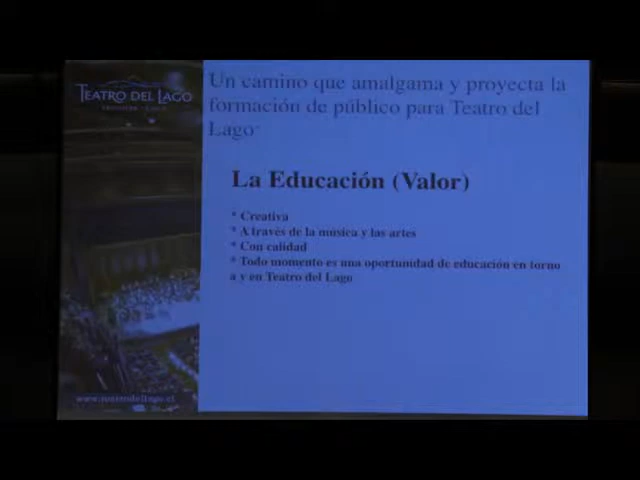 TEATRO DEL LAGO
Un camino que amalgama y proyecta la
formación de público para Teatro del
Lago
La Educación (Valor)
* Creativa
* A través de la música y las artes
* Con calidad
* Todo momento es una oportunidad de educación en torno
a y en Teatro del Lago
www.teatrodellago.cl